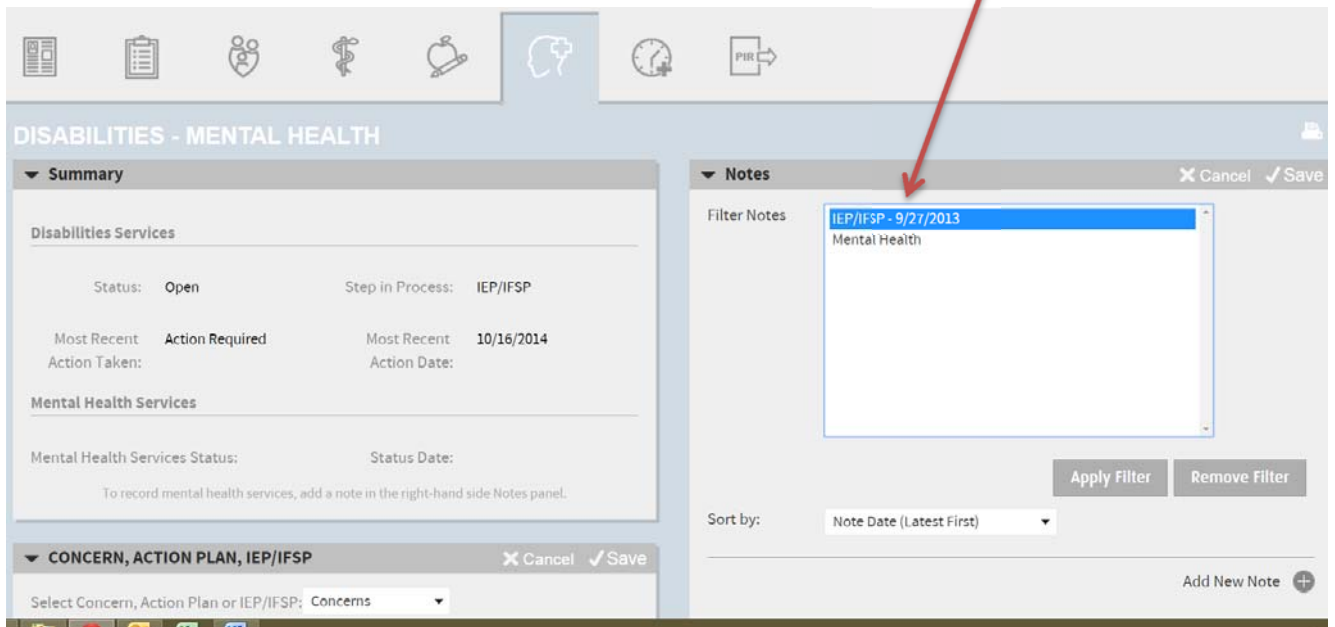 PIR
DISABILITIES - MENTAL HEALTH
Summary
Disabilities Services
Status: Open Step in Process: IEP/IFSP
Most Recent Action Taken: Action Required Most Recent Action Date: 10/16/2014
Mental Health Services
Mental Health Services Status: Status Date:
To record mental health services, add a note in the right-hand side Notes panel.
CONCERN, ACTION PLAN, IEP/IFSP Cancel Save
Select Concern, Action Plan or IEP/IFSP: Concerns
Notes Cancel Save
Filter Notes
IEP/IFSP - 9/27/2013
Mental Health
Apply Filter Remove Filter
Sort by: Note Date (Latest First)
Add New Note